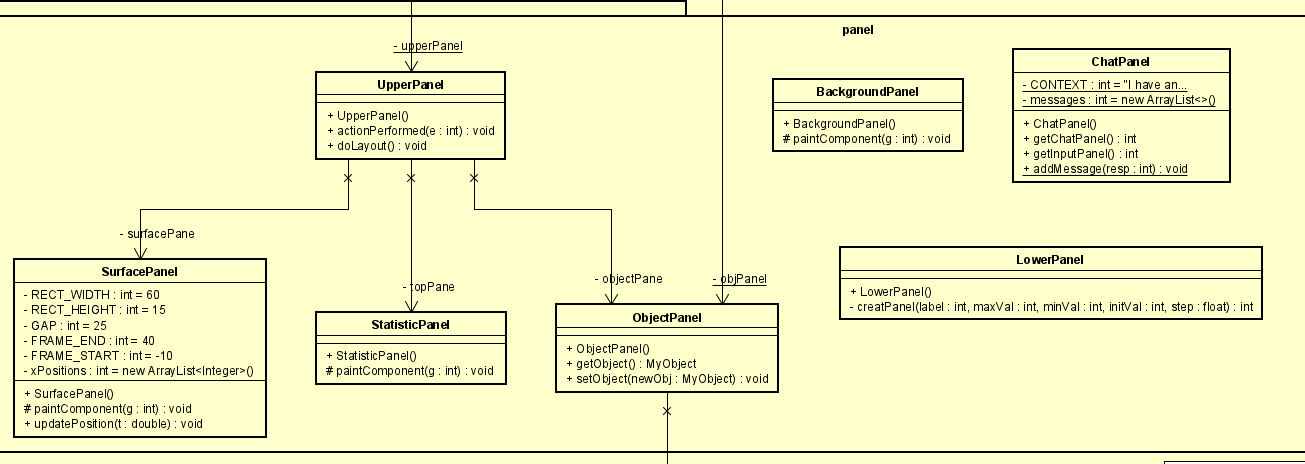 panel
- upperPanel
UpperPanel
+ UpperPanel()
+ actionPerformed(e : int) : void
+ doLayout() : void
BackgroundPanel
+ BackgroundPanel()
# paintComponent(g : int) : void
ChatPanel
- CONTEXT : int = "I have an...
- messages : int = new ArrayList<>()
+ ChatPanel()
+ getChatPanel() : int
+ getInputPanel() : int
+ addMessage(resp : int) : void
- surfacePane
SurfacePanel
- RECT_WIDTH : int = 60
- RECT_HEIGHT : int = 15
- GAP : int = 25
- FRAME_END : int = 40
- FRAME_START : int = -10
- xPositions : int = new ArrayList<Integer>()
+ SurfacePanel()
# paintComponent(g : int) : void
+ updatePosition(t : double) : void
- topPane
StatisticPanel
+ StatisticPanel()
# paintComponent(g : int) : void
- objectPane
- objPanel
ObjectPanel
+ ObjectPanel()
+ getObject() : MyObject
+ setObject(newObj : MyObject) : void
LowerPanel
+ LowerPanel()
- creatPanel(label : int, maxVal : int, minVal : int, initVal : int, step : float) : int